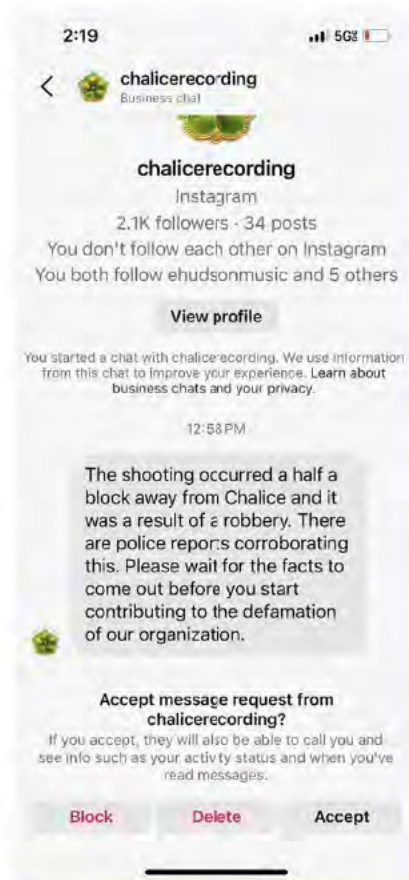 2:19 5G
chalicerecording
Business chat
chalicerecording
Instagram
2.1K followers · 34 posts
You don't follow each other on Instagram
You both follow ehudsonmusic and 5 others
View profile
You started a chat with chalicerecording. We use information
from this chat to improve your experience. Learn about
business chats and your privacy.
12:58 PM
The shooting occurred a half a
block away from Chalice and it
was a result of a robbery. There
are police reports corroborating
this. Please wait for the facts to
come out before you start
contributing to the defamation
of our organization.
Accept message request from
chalicerecording?
If you accept, they will also be able to call you and
see info such as your activity status and when you've
read messages.
Block Delete Accept